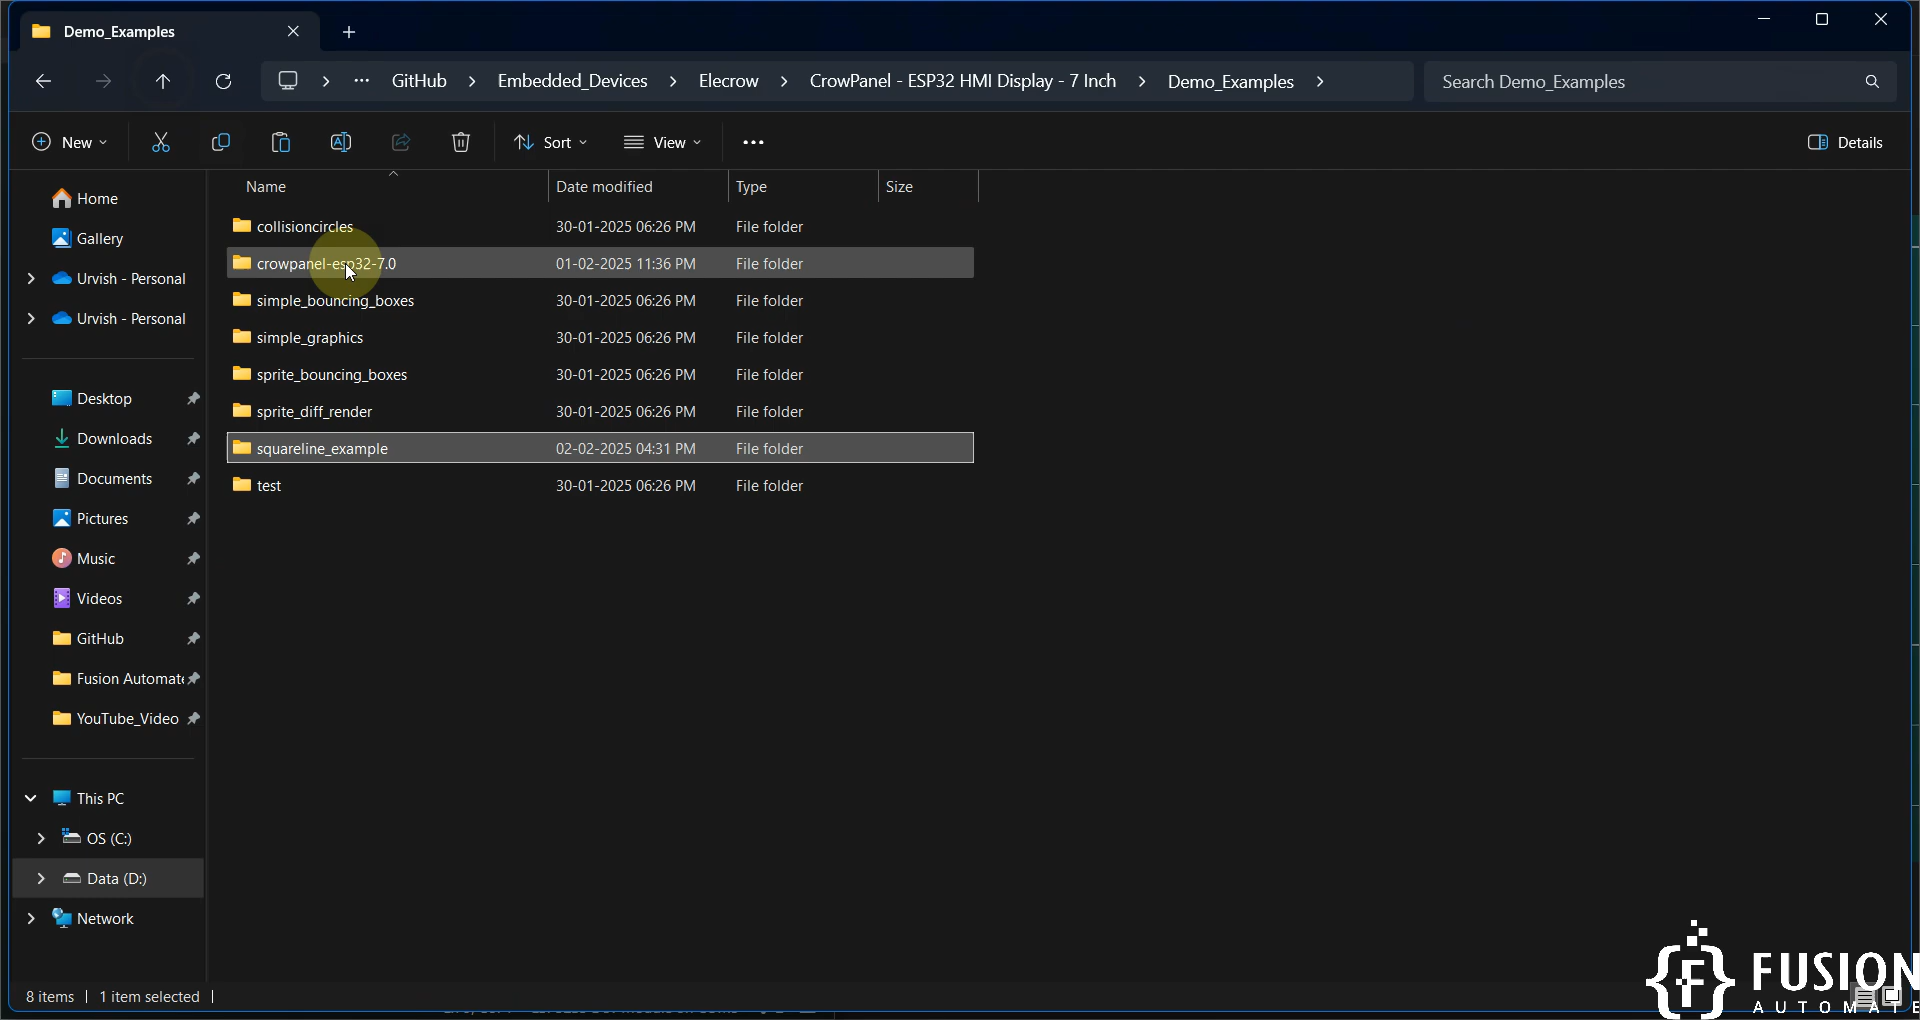 Demo_Examples
GitHub > Embedded_Devices > Elecrow > CrowPanel - ESP32 HMI Display - 7 Inch > Demo_Examples >
Search Demo_Examples
New
Sort
View
Details
Name Date modified Type Size
collisioncircles 30-01-2025 06:26 PM File folder
crowpanel-esp32-7.0 01-02-2025 11:36 PM File folder
simple_bouncing_boxes 30-01-2025 06:26 PM File folder
simple_graphics 30-01-2025 06:26 PM File folder
sprite_bouncing_boxes 30-01-2025 06:26 PM File folder
sprite_diff_render 30-01-2025 06:26 PM File folder
squareline_example 02-02-2025 04:31 PM File folder
test 30-01-2025 06:26 PM File folder
Home
Gallery
Urvish - Personal
Urvish - Personal
Desktop
Downloads
Documents
Pictures
Music
Videos
GitHub
Fusion Automat
YouTube_Video
This PC
OS (C:)
Data (D:)
Network
8 items | 1 item selected |
FUSION
AUTOMATE